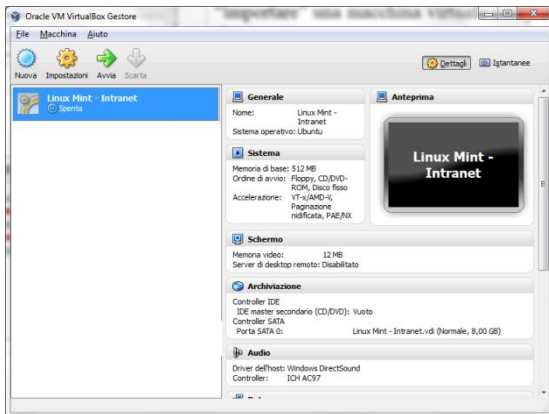 "importare" una macchina virtual
Oracle VM VirtualBox Gestore
File Macchina Aiuto
Nuova Impostazioni Avvia Scarta
Dettagli Istantanee
Linux Mint - Intranet
Spenta
Generale
Nome: Linux Mint -
Intranet
Sistema operativo: Ubuntu
Sistema
Memoria di base: 512 MB
Ordine di avvio: Floppy, CD/DVD-
ROM, Disco fisso
Accelerazione: VT-x/AMD-V,
Paginazione
nidificata, PAE/NX
Anteprima
Linux Mint -
Intranet
Schermo
Memoria video: 12 MB
Server di desktop remoto: Disabilitato
Archiviazione
Controller IDE
IDE master secondario (CD/DVD): Vuoto
Controller SATA
Porta SATA 0: Linux Mint - Intranet.vdi (Normale, 8,00 GB)
Audio
Driver dell'host: Windows DirectSound
Controller: ICH AC97